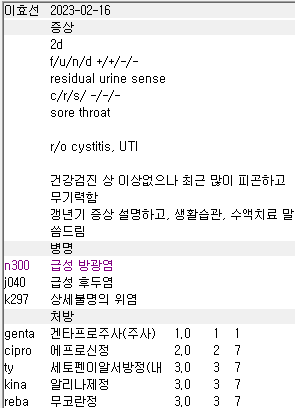 이효선 2023-02-16
증상
2d
f/u/n/d +/+/-/-
residual urine sense
c/r/s/ -/-/-
sore throat
r/o cystitis, UTI
건강검진 상 이상없으나 최근 많이 피곤하고
무기력함
갱년기 증상 설명하고, 생활습관, 수액치료 말
씀드림
병명
n300 급성 방광염
j040 급성 후두염
k297 상세불명의 위염
처방
genta 겐타프로주사(주사) 1,0 1 1
cipro 에프로신정 2,0 2 7
ty 세토펜이알서방정(내 3,0 3 7
kina 알리나제정 3,0 3 7
reba 무코란정 3,0 3 7